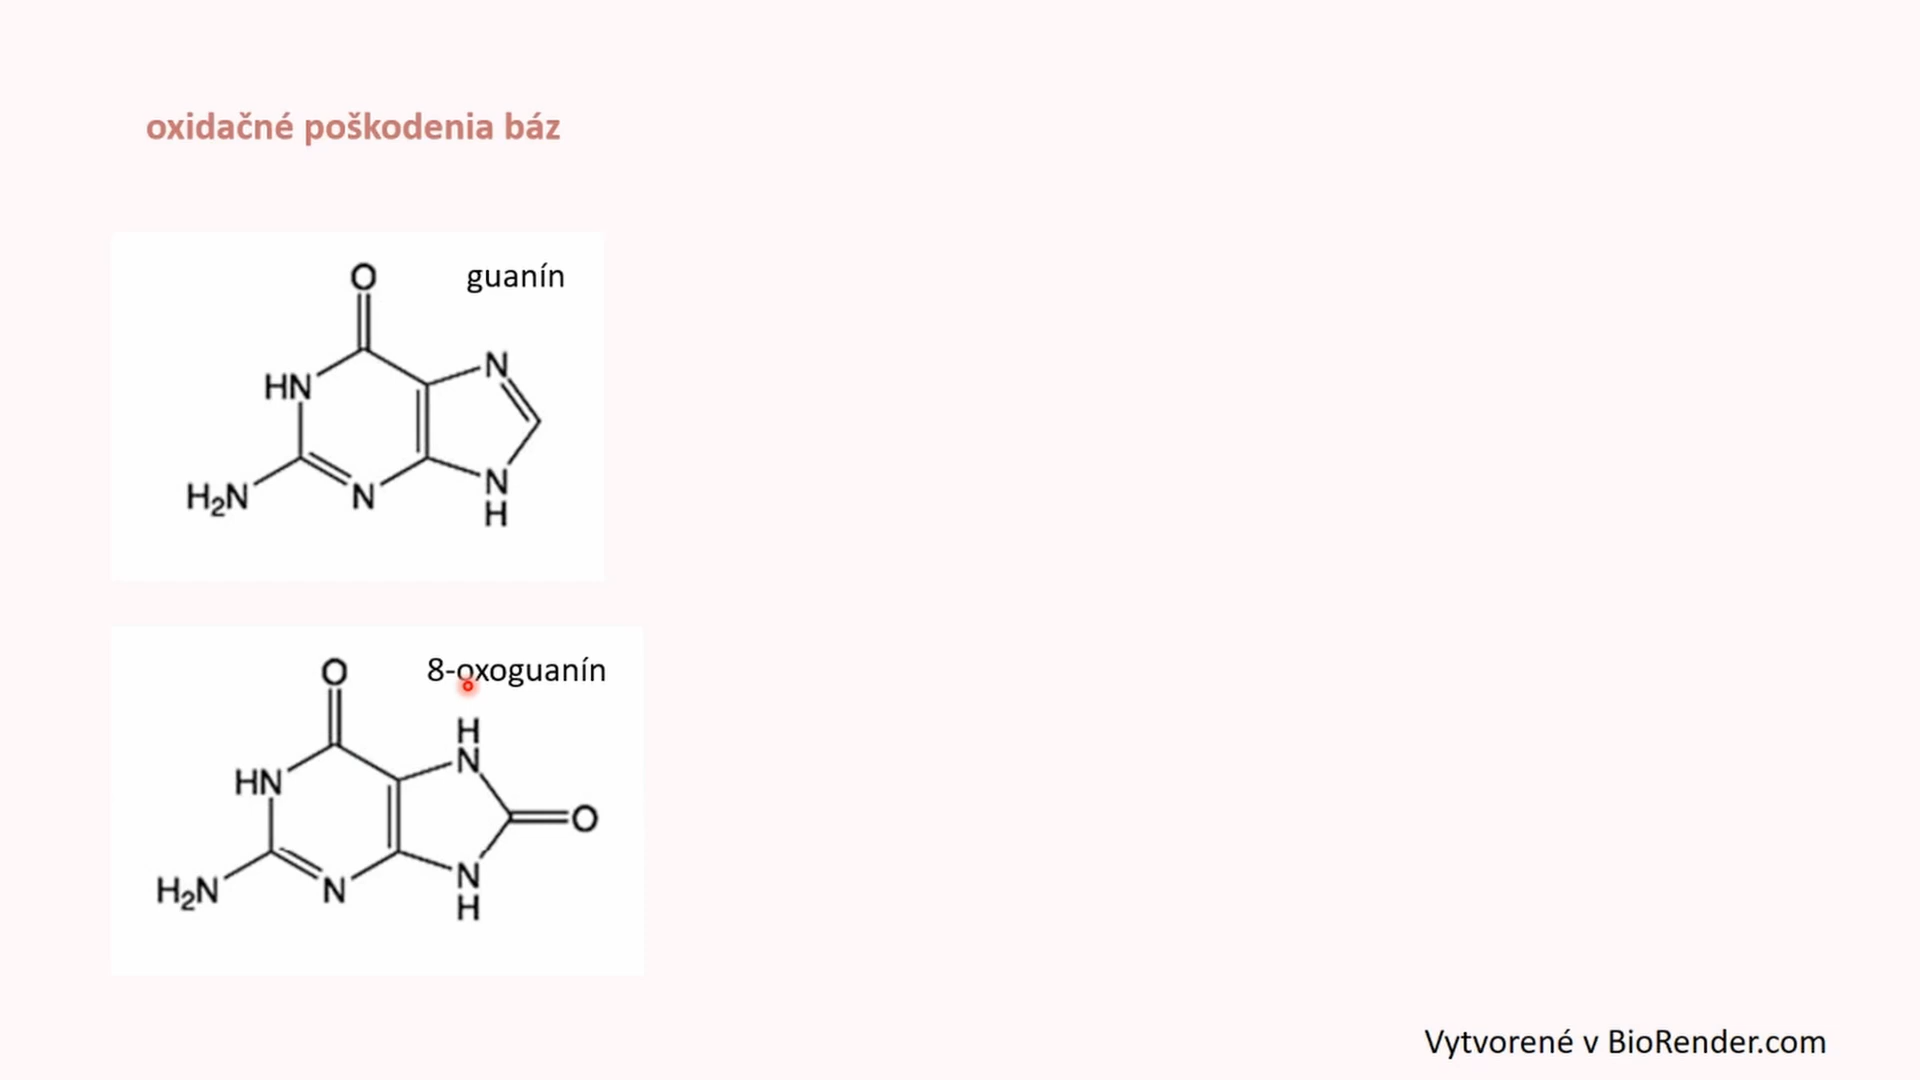 oxidačné poškodenia báz
O
guanín
N
HN
N
H₂N
N
H
O
8-oxoguanín
H
N
HN
O
N
H₂N
N
H
Vytvorené v BioRender.com